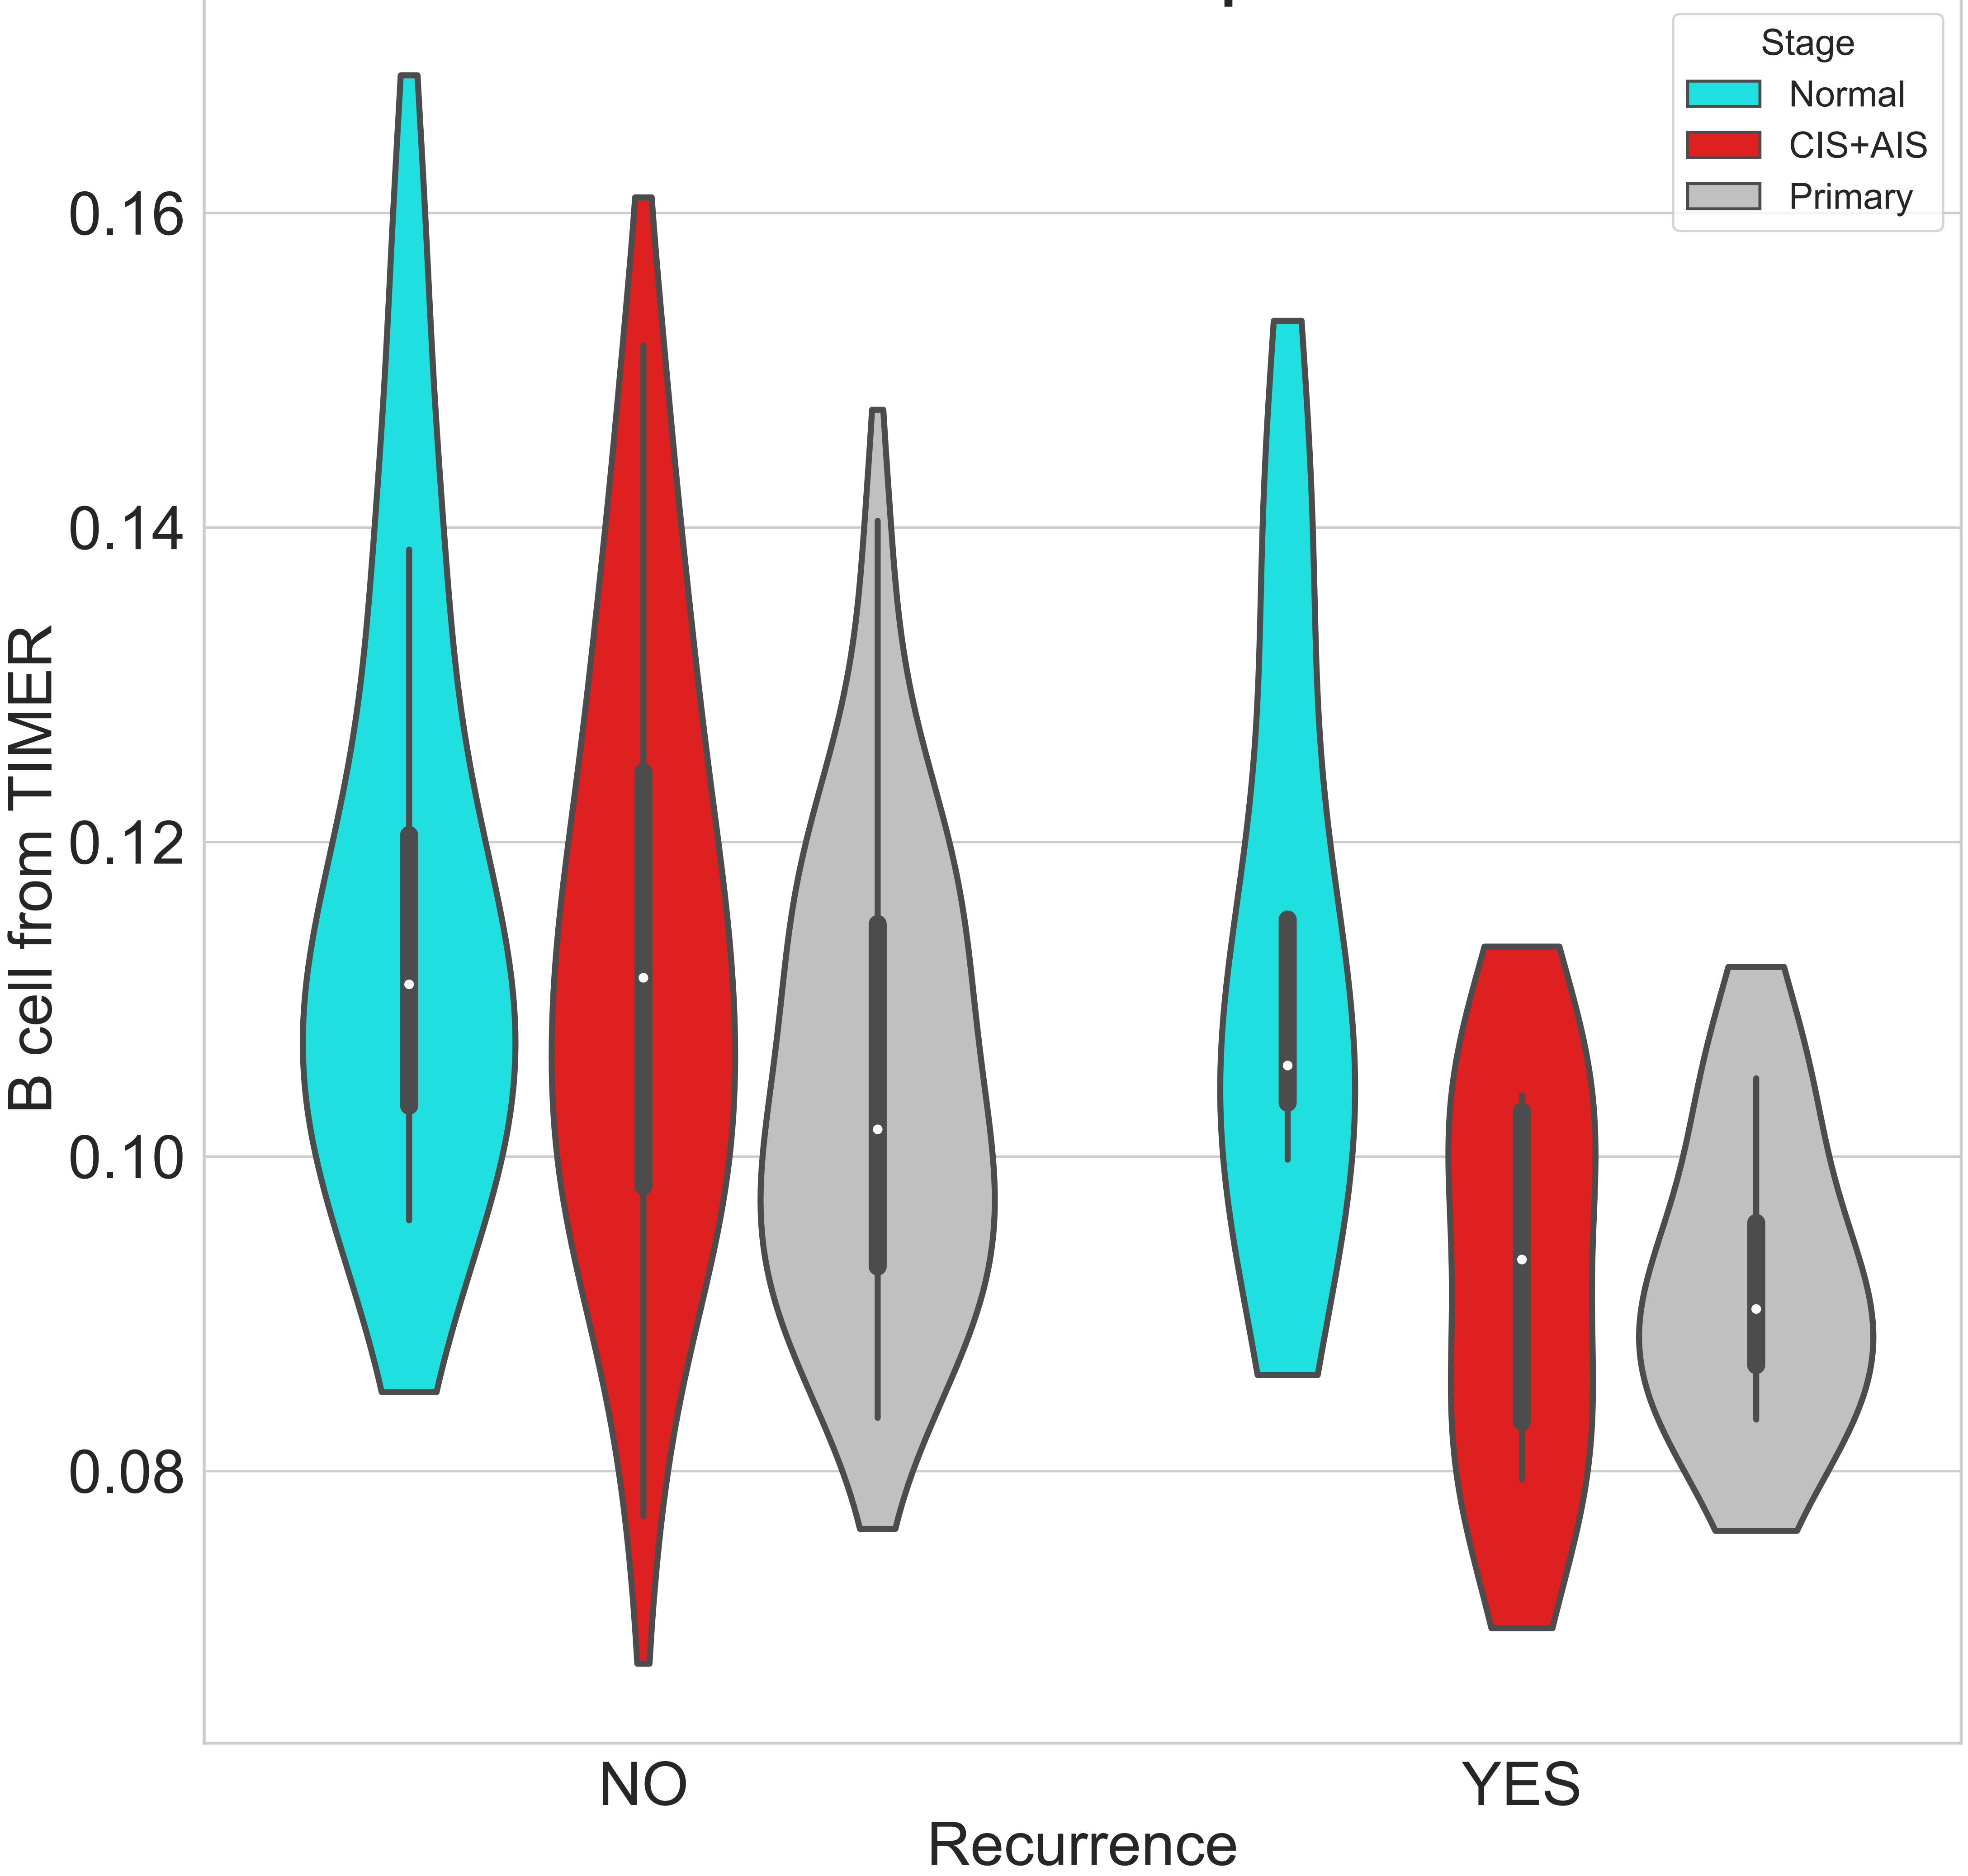 Stage
Normal
CIS+AIS
Primary
0.16
0.14
0.12
0.10
0.08
B cell from TIMER
NO
YES
Recurrence